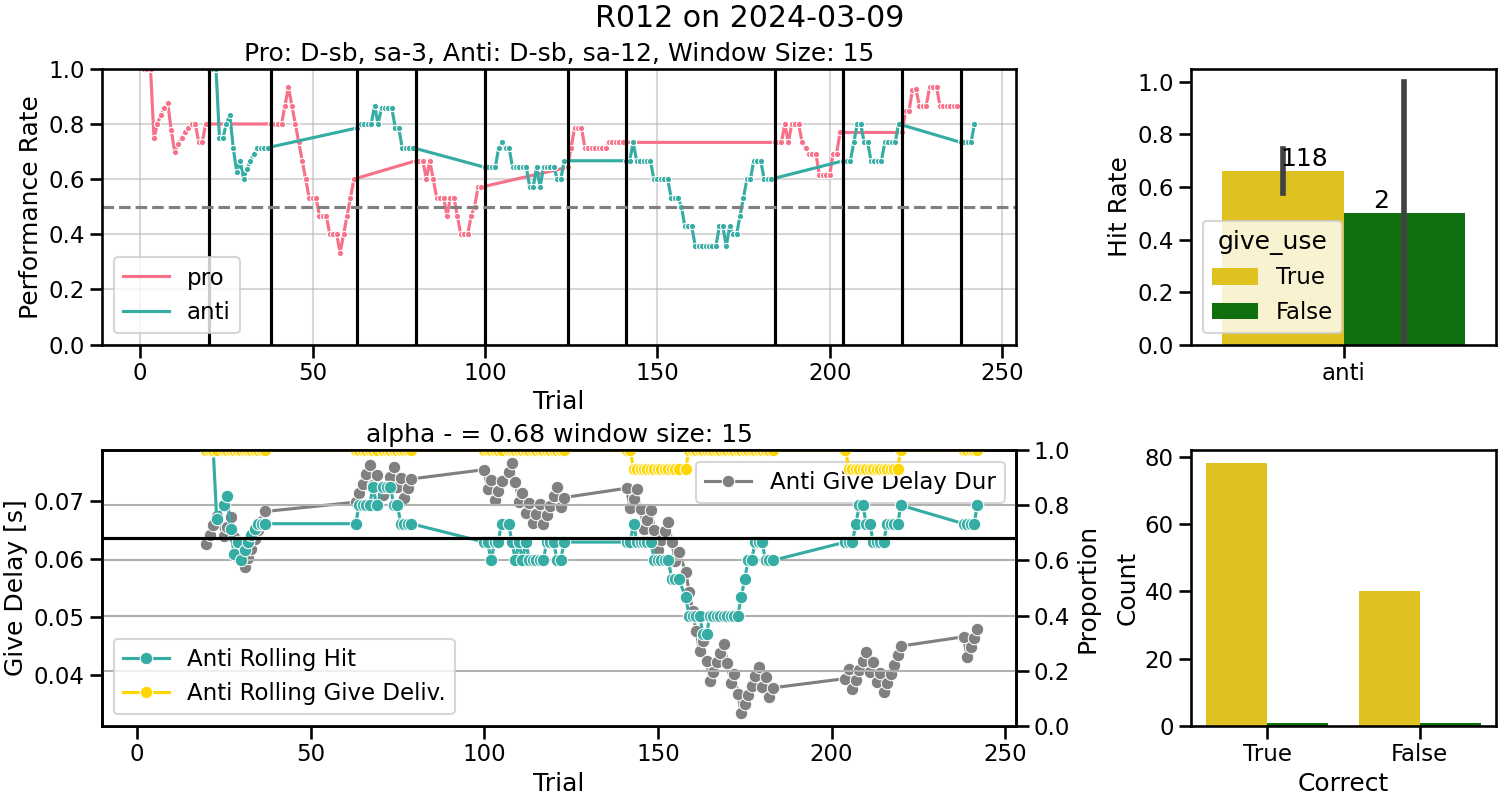 R012 on 2024-03-09
Pro: D-sb, sa-3, Anti: D-sb, sa-12, Window Size: 15
Performance Rate
1.0
0.8
0.6
0.4
0.2
0.0
pro
anti
0 50 100 150 200 250
Trial
Hit Rate
1.0
0.8
0.6
0.4
0.2
0.0
118
2
give_use
True
False
anti
alpha - = 0.68 window size: 15
Give Delay [s]
0.07
0.06
0.05
0.04
Anti Give Delay Dur
Anti Rolling Hit
Anti Rolling Give Deliv.
1.0
0.8
0.6
0.4
0.2
0.0
Proportion
0 50 100 150 200 250
Trial
Count
80
60
40
20
0
True False
Correct